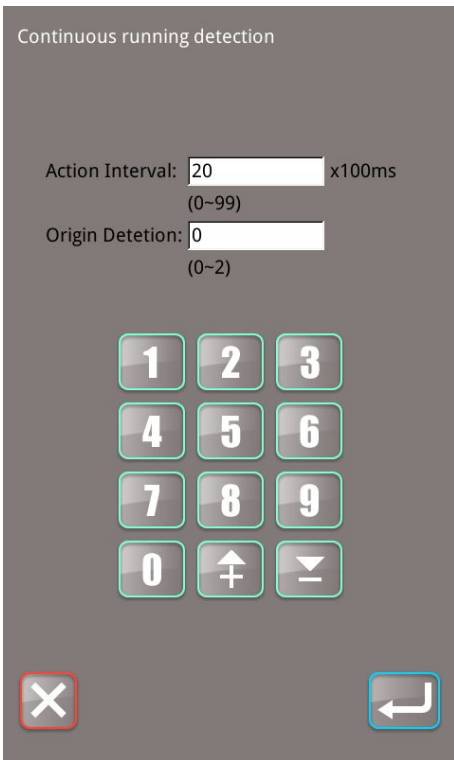 Continuous running detection
Action Interval: 20 x100ms
(0~99)
Origin Detetion: 0
(0~2)
1 2 3
4 5 6
7 8 9
0 + −